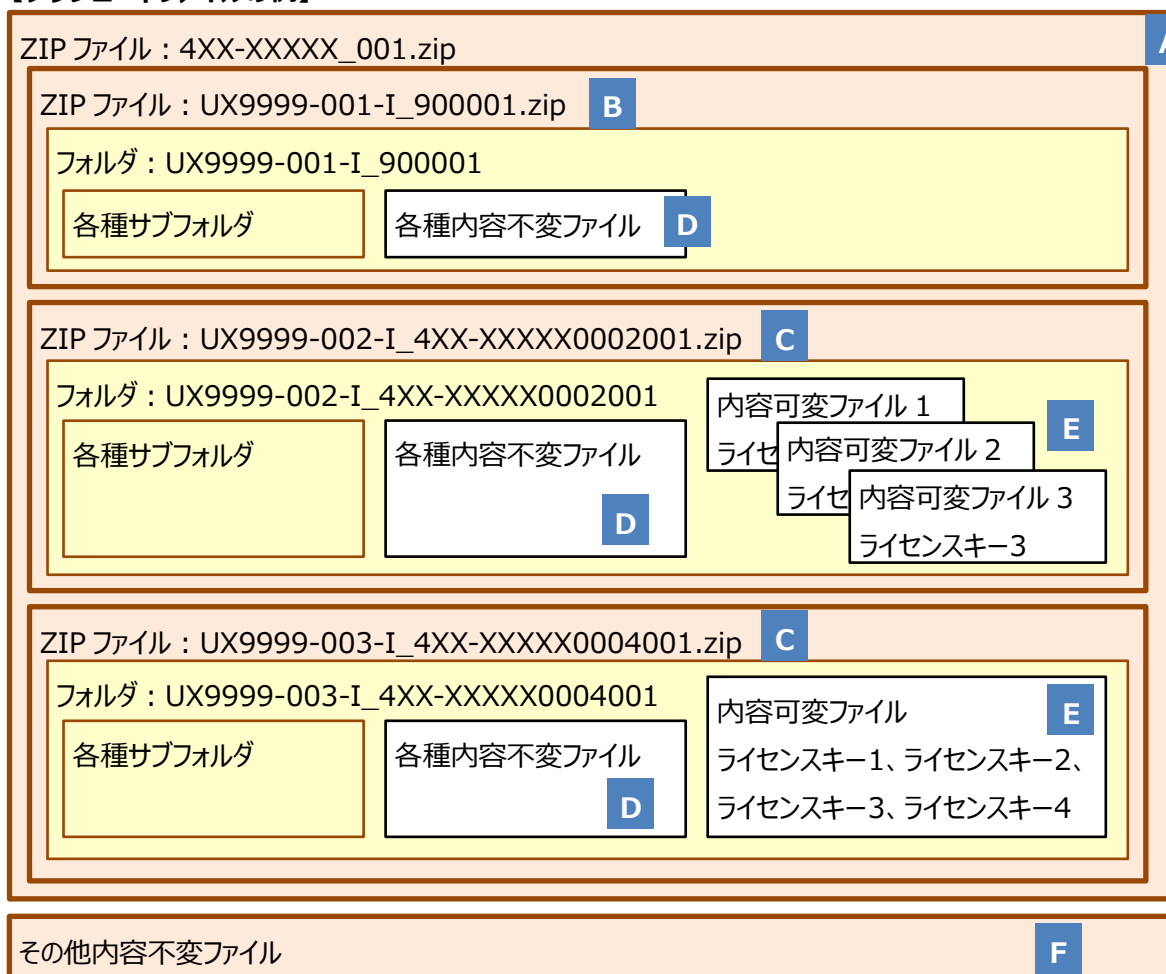 ZIP ファイル：4XX-XXXXX_001.zip
ZIP ファイル：UX9999-001-I_900001.zip B
フォルダ：UX9999-001-I_900001
各種サブフォルダ 各種内容不変ファイル D
ZIP ファイル：UX9999-002-I_4XX-XXXXX0002001.zip C
フォルダ：UX9999-002-I_4XX-XXXXX0002001
各種サブフォルダ 各種内容不変ファイル D
内容可変ファイル 1 E
ライセ
内容可変ファイル 2
ライセ
内容可変ファイル 3
ライセンスキー3
ZIP ファイル：UX9999-003-I_4XX-XXXXX0004001.zip C
フォルダ：UX9999-003-I_4XX-XXXXX0004001
各種サブフォルダ 各種内容不変ファイル D
内容可変ファイル E
ライセンスキー1、ライセンスキー2、
ライセンスキー3、ライセンスキー4
その他内容不変ファイル F